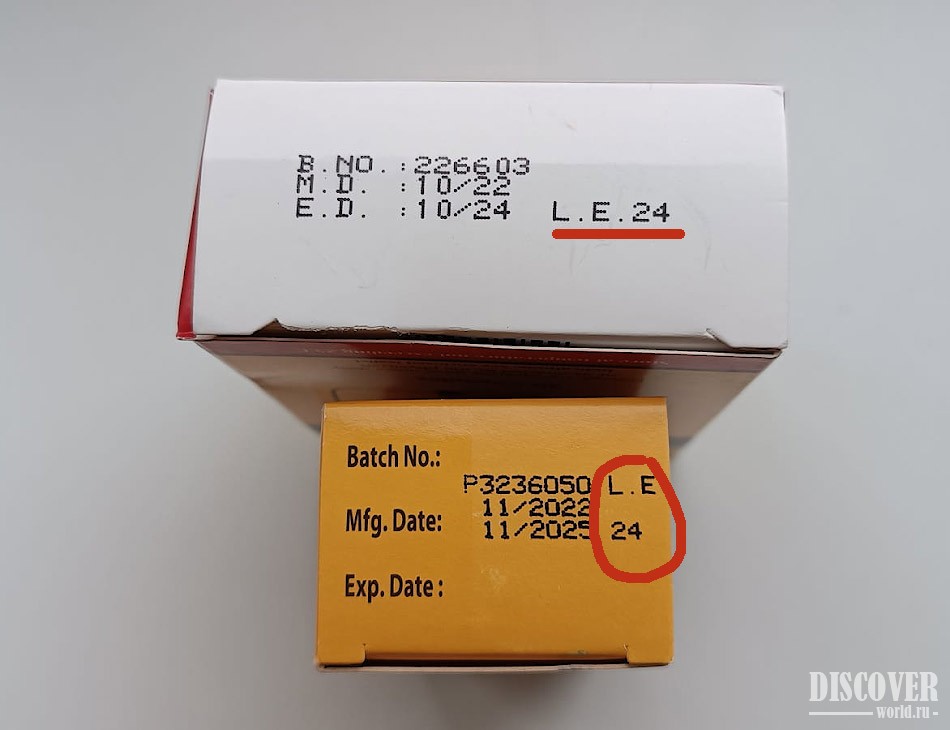 B.NO.:226603
M.D. :10/22
E.D. :10/24 L.E.24
Batch No.:
P3236050 L.E
11/2022
Mfg. Date:
11/2025 24
Exp. Date :
DISCOVER
world.ru